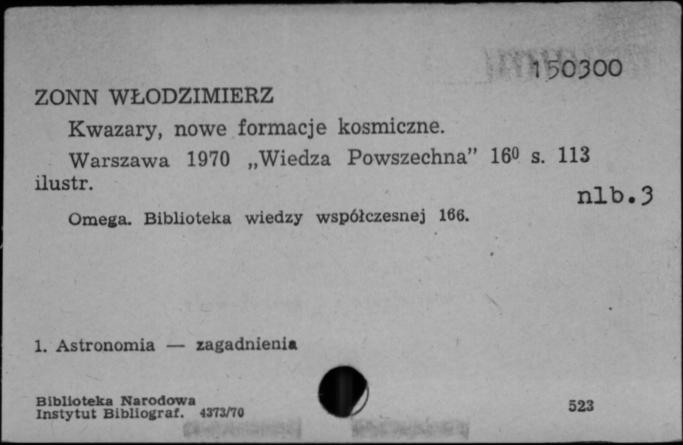 150300
ZONN WŁODZIMIERZ
Kwazary, nowe formacje kosmiczne.
Warszawa 1970 „Wiedza Powszechna” 16⁰ s. 113
ilustr.
nlb.3
Omega. Biblioteka wiedzy współczesnej 166.
1. Astronomia — zagadnienia
Biblioteka Narodowa
Instytut Bibliograf. 4373/70
523